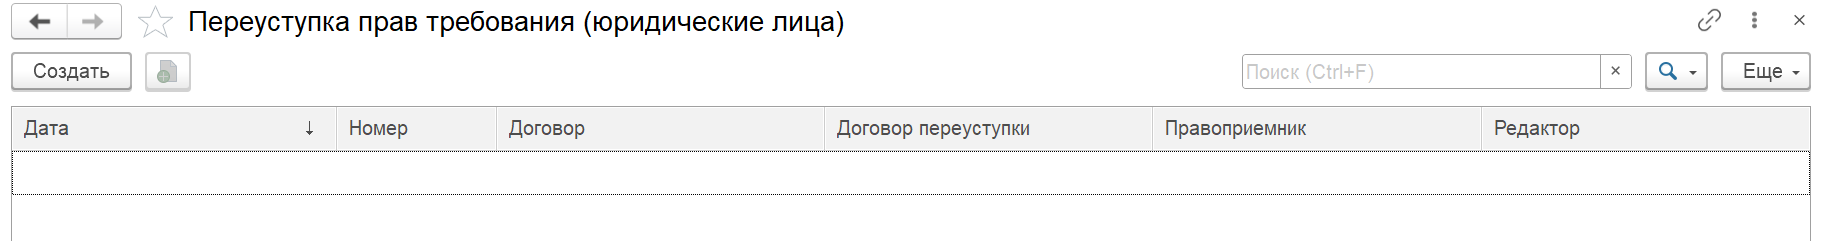 Переуступка прав требования (юридические лица)
Создать Поиск (Ctrl+F) Еще
Дата Номер Договор Договор переуступки Правоприемник Редактор